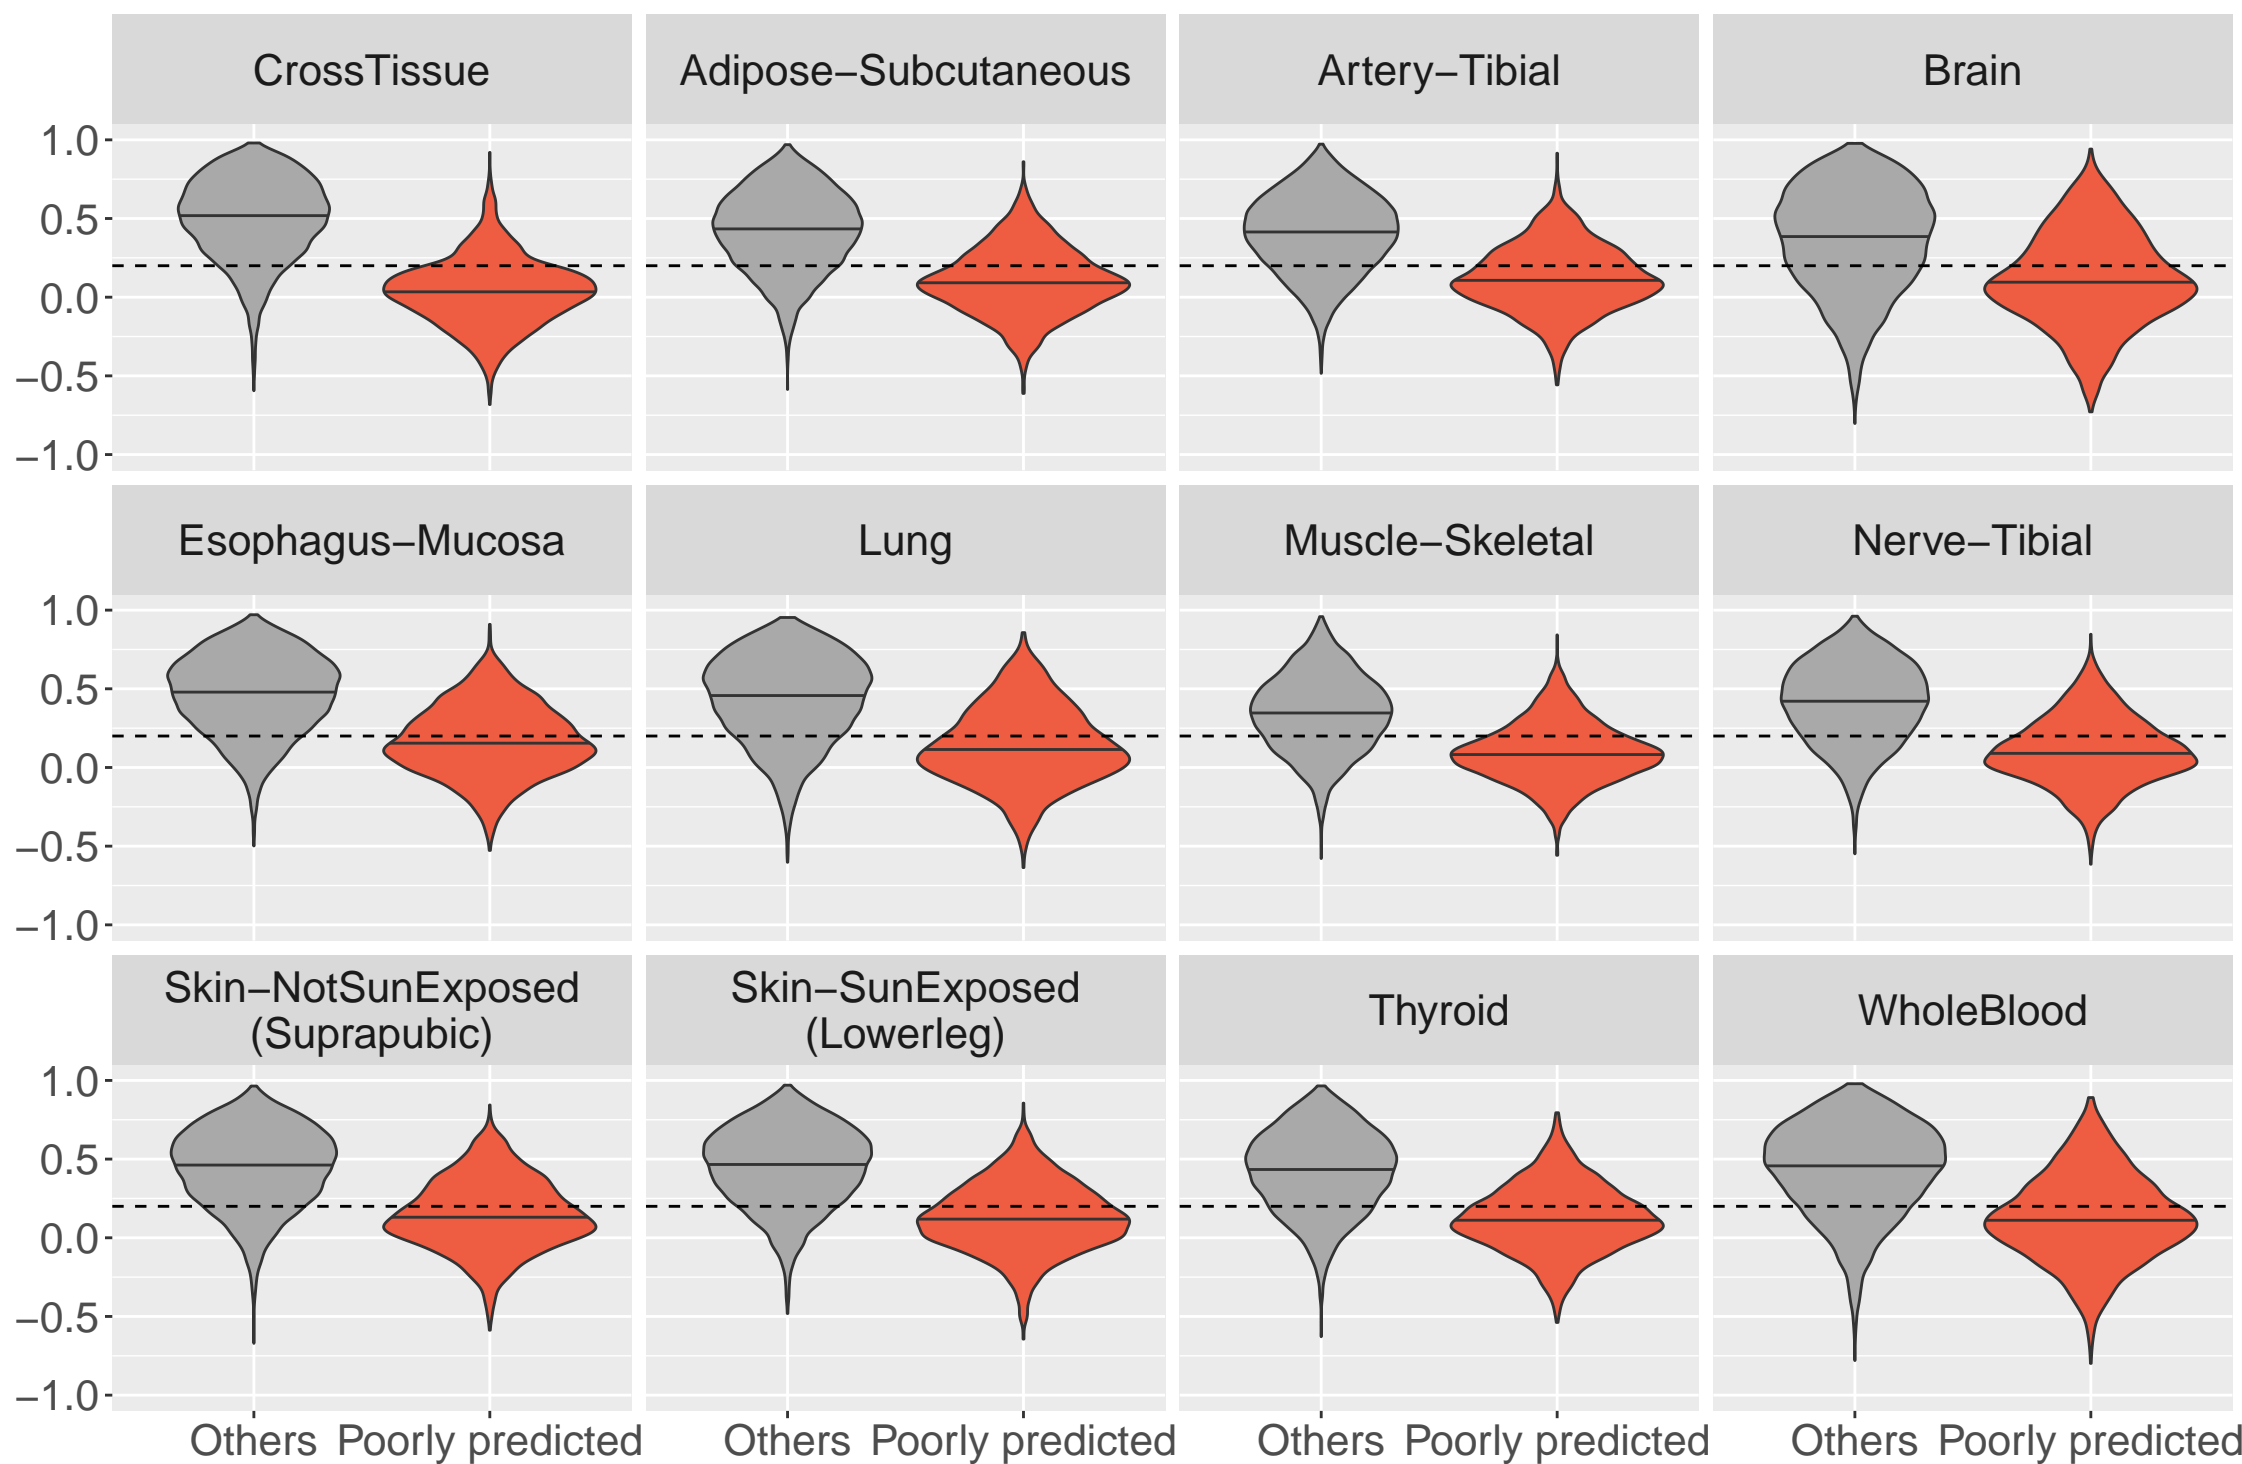 CrossTissue
Adipose−Subcutaneous
Artery−Tibial
Brain
1.0
0.5
0.0
−0.5
−1.0
Esophagus−Mucosa
Lung
Muscle−Skeletal
Nerve−Tibial
1.0
0.5
0.0
−0.5
−1.0
Skin−NotSunExposed
(Suprapubic)
Skin−SunExposed
(Lowerleg)
Thyroid
WholeBlood
1.0
0.5
0.0
−0.5
−1.0
Others Poorly predicted
Others Poorly predicted
Others Poorly predicted
Others Poorly predicted